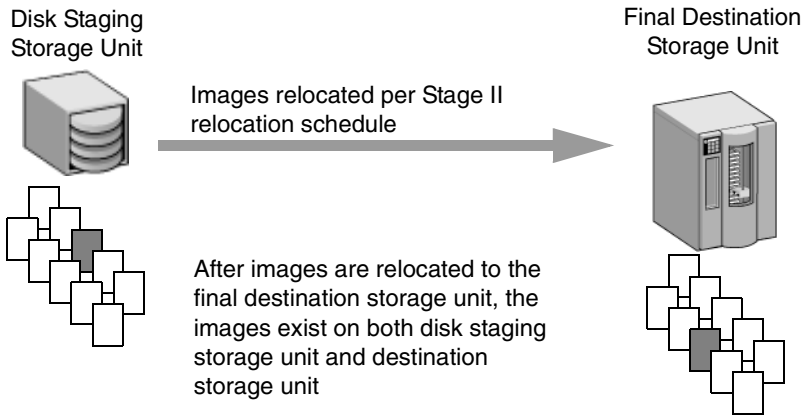 Disk Staging
Storage Unit
Final Destination
Storage Unit
Images relocated per Stage II
relocation schedule
After images are relocated to the
final destination storage unit, the
images exist on both disk staging
storage unit and destination
storage unit